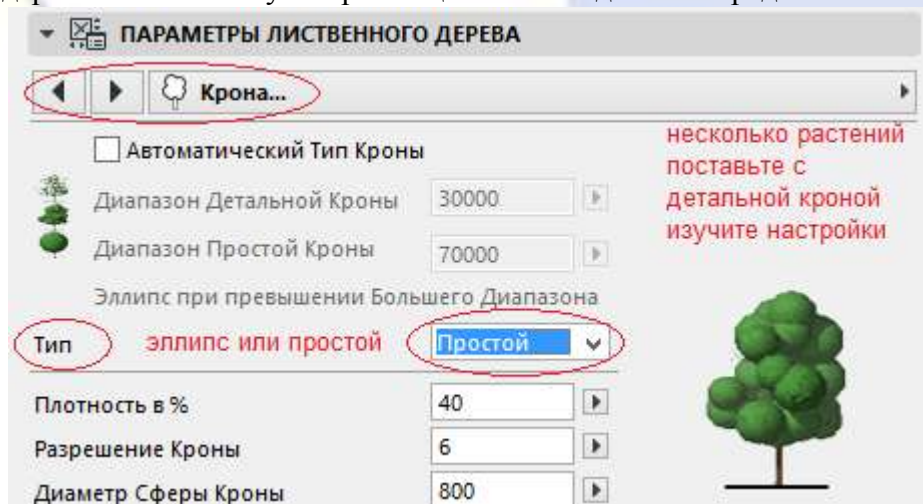 ПАРАМЕТРЫ ЛИСТВЕННОГО ДЕРЕВА
Крона...
Автоматический Тип Кроны
несколько растений
поставьте с
детальной кроной
изучите настройки
Диапазон Детальной Кроны 30000
Диапазон Простой Кроны 70000
Эллипс при превышении Большего Диапазона
Тип эллипс или простой Простой
Плотность в % 40
Разрешение Кроны 6
Диаметр Сферы Кроны 800